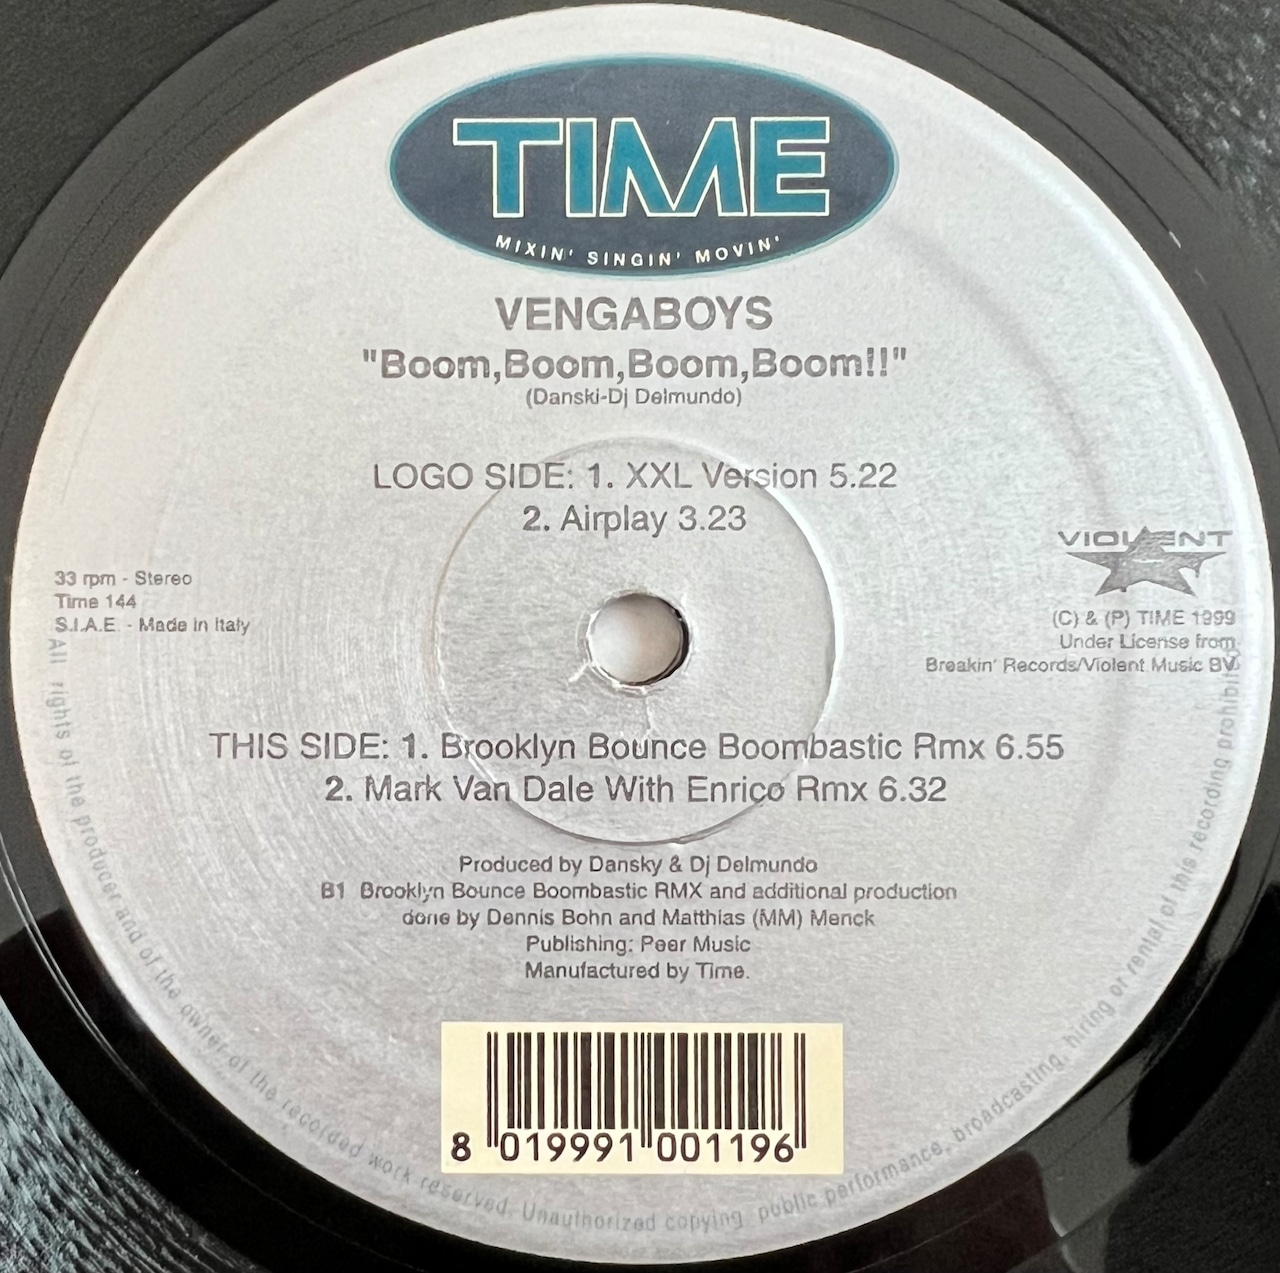 TIME
MIXIN' SINGIN' MOVIN'
VENGABOYS
"Boom,Boom,Boom,Boom!!"
(Danski-Dj Delmundo)
LOGO SIDE: 1. XXL Version 5.22
2. Airplay 3.23
33 rpm - Stereo
Time 144
S.I.A.E. - Made in Italy
VIOLENT
(C) & (P) TIME 1999
Under License from
Breakin' Records/Violent Music BV
THIS SIDE: 1. Brooklyn Bounce Boombastic Rmx 6.55
2. Mark Van Dale With Enrico Rmx 6.32
Produced by Dansky & Dj Delmundo
B1 Brooklyn Bounce Boombastic RMX and additional production
done by Dennis Bohn and Matthias (MM) Menck
Publishing: Peer Music
Manufactured by Time.
8 019991 001196
All rights of the producer and of the owner of the recorded work reserved. Unauthorized copying public performance, broadcasting, hiring or rental of this recording prohibited